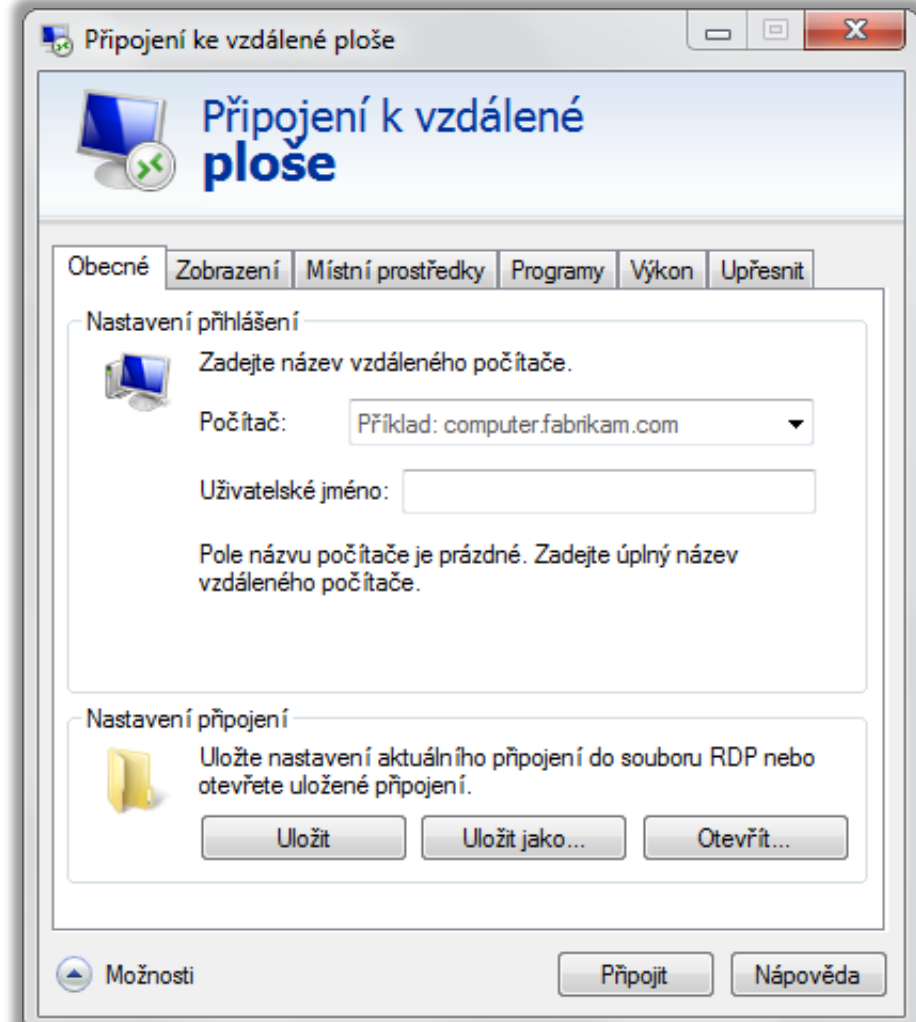 Připojení ke vzdálené ploše
Připojení k vzdálené
ploše
Obecné Zobrazení Místní prostředky Programy Výkon Upřesnit
Nastavení přihlášení
Zadejte název vzdáleného počítače.
Počítač: Příklad: computer.fabrikam.com
Uživatelské jméno:
Pole názvu počítače je prázdné. Zadejte úplný název
vzdáleného počítače.
Nastavení připojení
Uložte nastavení aktuálního připojení do souboru RDP nebo
otevřete uložené připojení.
Uložit Uložit jako... Otevřít...
Možnosti Připojit Nápověda